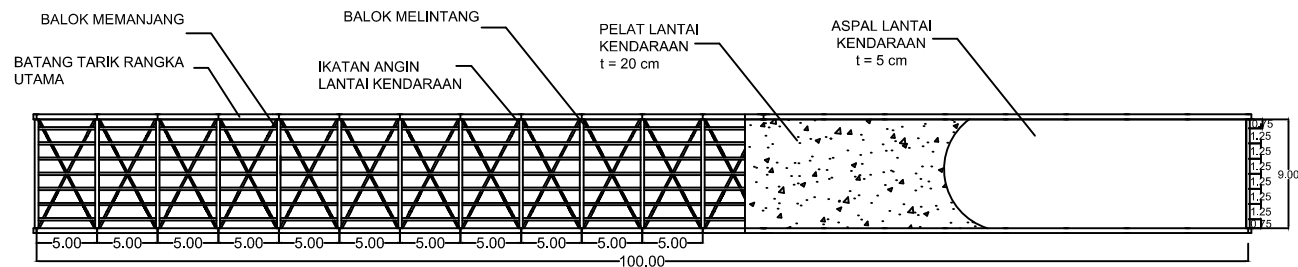 BALOK MEMANJANG
BALOK MELINTANG
PELAT LANTAI
KENDARAAN
t = 20 cm
ASPAL LANTAI
KENDARAAN
t = 5 cm
BATANG TARIK RANGKA
UTAMA
IKATAN ANGIN
LANTAI KENDARAAN
0.75
1.25
1.25
1.25
1.25
1.25
1.25
0.75
9.00
5.00 5.00 5.00 5.00 5.00 5.00 5.00 5.00 5.00 5.00 5.00
100.00